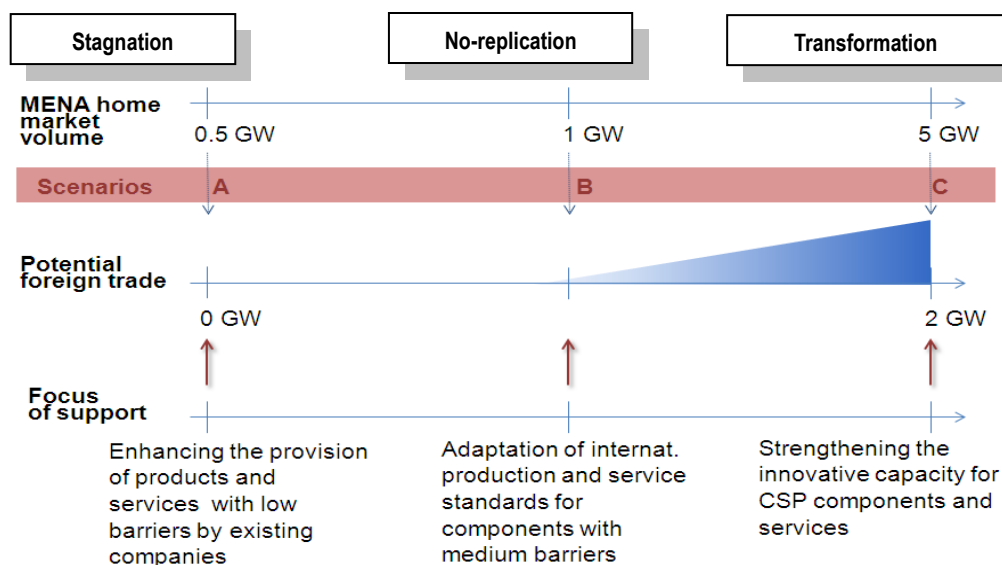 Stagnation
No-replication
Transformation
MENA home
market
volume
0.5 GW
1 GW
5 GW
Scenarios
A
B
C
Potential
foreign trade
0 GW
2 GW
Focus
of support
Enhancing the provision
of products and
services with low
barriers by existing
companies
Adaptation of internat.
production and service
standards for
components with
medium barriers
Strengthening the
innovative capacity for
CSP components and
services